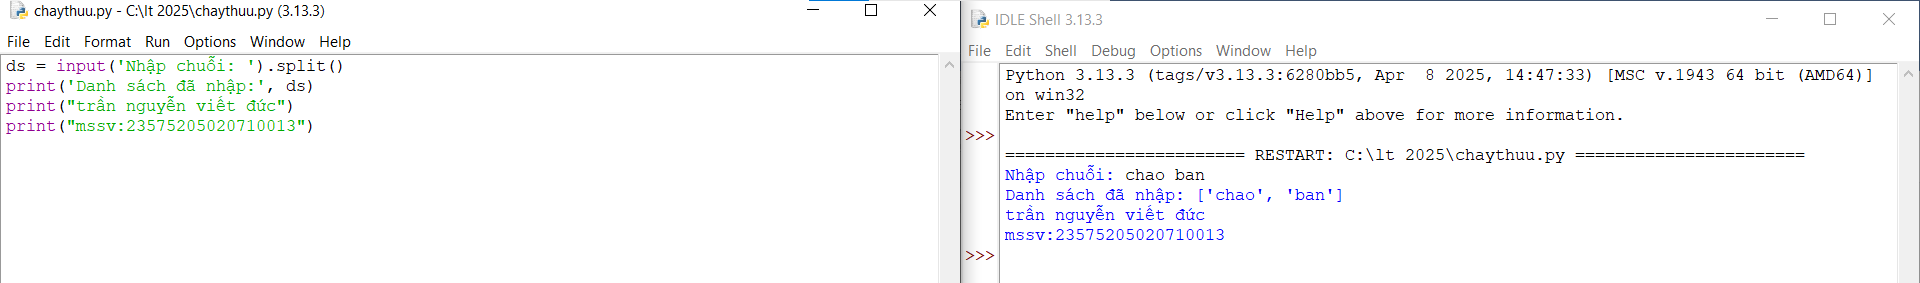 chaythuu.py - C:\lt 2025\chaythuu.py (3.13.3)
File Edit Format Run Options Window Help
ds = input('Nhập chuỗi: ').split()
print('Danh sách đã nhập:', ds)
print("trần nguyễn viết đức")
print("mssv:23575205020710013")
IDLE Shell 3.13.3
File Edit Shell Debug Options Window Help
Python 3.13.3 (tags/v3.13.3:6280bb5, Apr  8 2025, 14:47:33) [MSC v.1943 64 bit (AMD64)]
on win32
Enter "help" below or click "Help" above for more information.
>>>
======================== RESTART: C:\lt 2025\chaythuu.py =======================
Nhập chuỗi: chao ban
Danh sách đã nhập: ['chao', 'ban']
trần nguyễn viết đức
mssv:23575205020710013
>>>